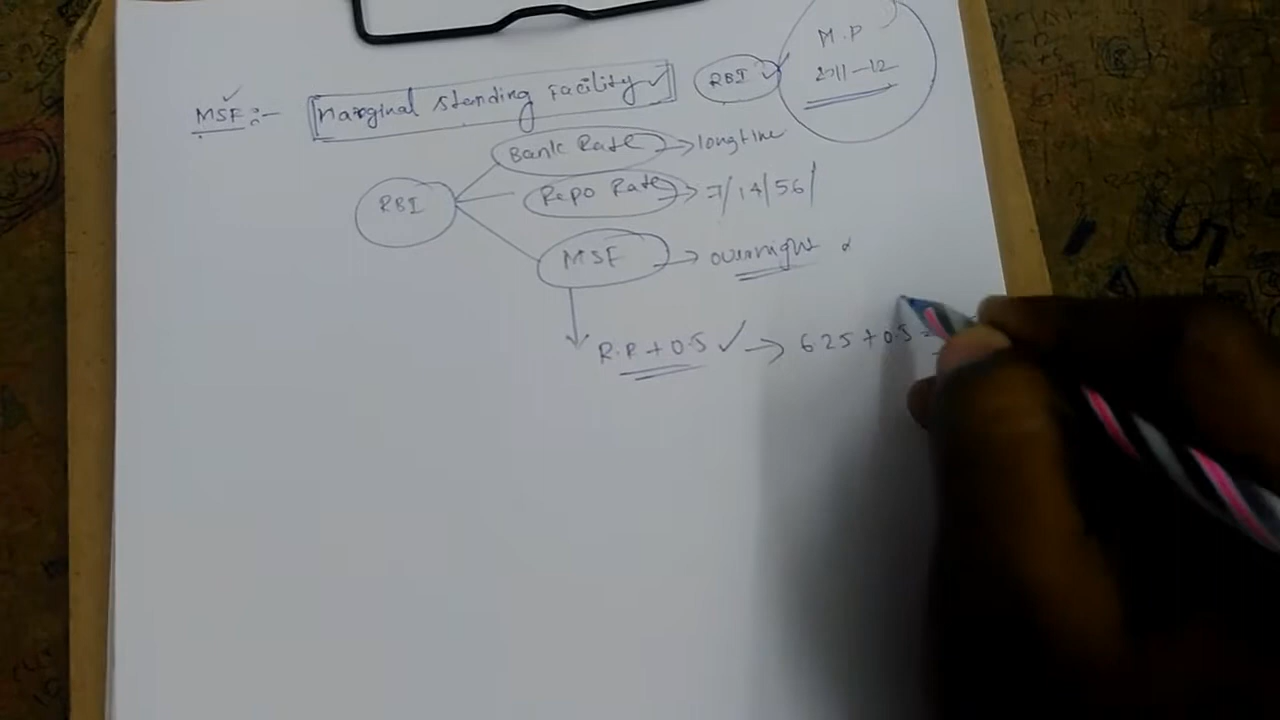 MSF :- Marginal standing Facility RBI M.P
2011-12
Bank Rate → longtime
RBI Repo Rate → 7/14/56/
MSF → overnight
R.R + 0.5 ✓ → 6.25 + 0.5 =